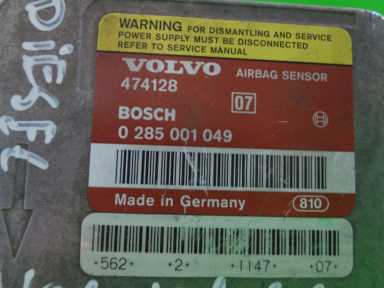 WARNING FOR DISMANTLING AND SERVICE
POWER SUPPLY MUST BE DISCONNECTED
REFER TO SERVICE MANUAL
VOLVO AIRBAG SENSOR
474128
07
BOSCH
0 285 001 049
Made in Germany 810
*562 *2 *1147 *07*
DIESEL